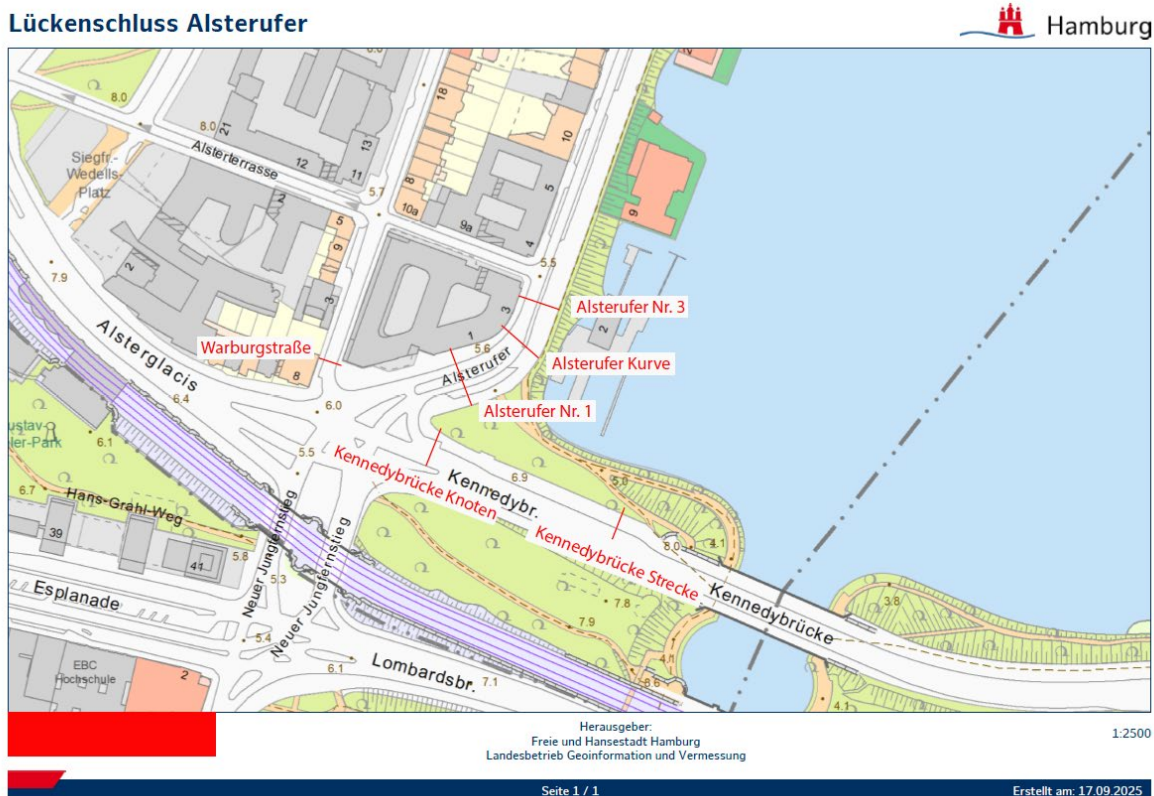 Lückenschluss Alsterufer
Hamburg
8.0
8.0
8.0
21
12
13
11
18
8
10a
10
5
9a
4
5.7
5.5
9
Alsterterrasse
Siegfr.-
Wedells-
Platz
2
2
5
9
3
8
7.9
3
1
5.6
2
Alsterufer Nr. 3
Alsterufer Kurve
Alsterufer Nr. 1
Warburgstraße
Alsterufer
Alsterglacis
6.4
6.0
5.5
6.1
6.7
Hans-Grahl-Weg
39
41
5.8
5.3
5.4
6.1
Kennedybrücke Knoten
Kennedybr.
6.9
5.0
Kennedybrücke Strecke
8.0
4.1
Kennedybrücke
3.8
7.8
7.9
4.1
6.6
4.1
Neuer Jungfernstieg
Neuer Jungfernstieg
Esplanade
EBC
Hochschule
2
Lombardsbr.
7.1
Herausgeber:
Freie und Hansestadt Hamburg
Landesbetrieb Geoinformation und Vermessung
1:2500
Seite 1 / 1
Erstellt am: 17.09.2025